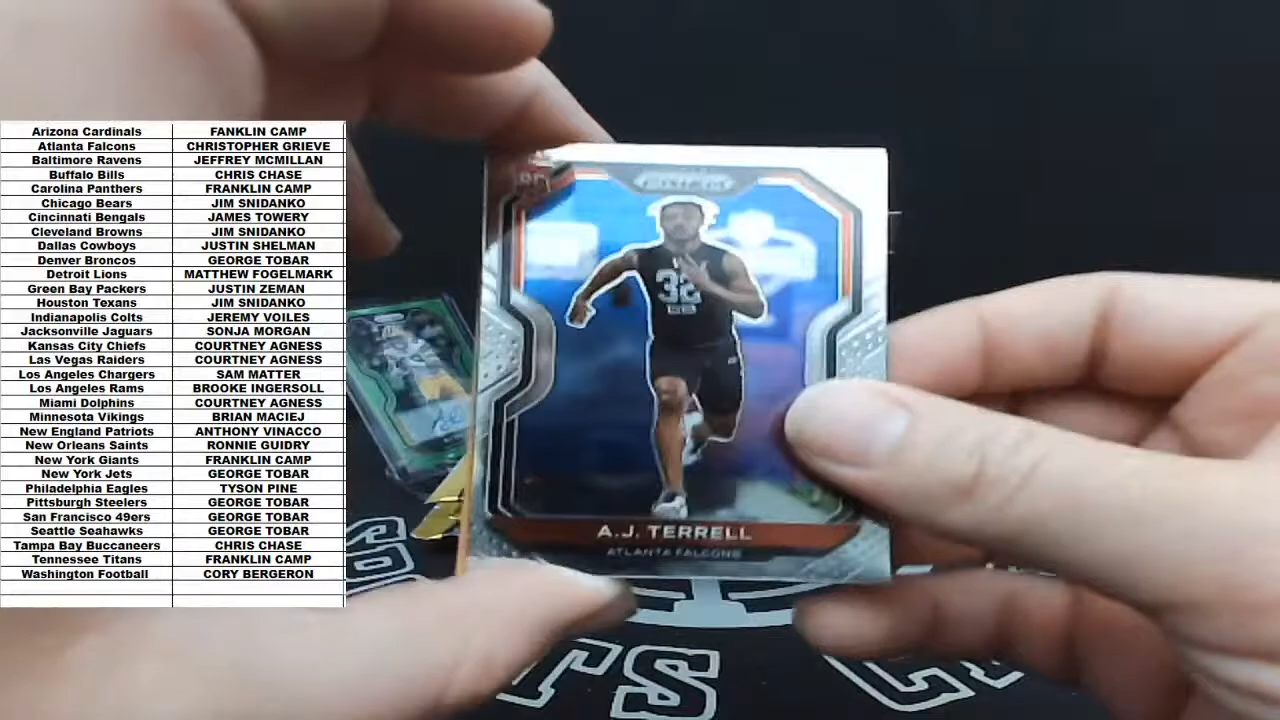 Arizona Cardinals FANKLIN CAMP
Atlanta Falcons CHRISTOPHER GRIEVE
Baltimore Ravens JEFFREY MCMILLAN
Buffalo Bills CHRIS CHASE
Carolina Panthers FRANKLIN CAMP
Chicago Bears JIM SNIDANKO
Cincinnati Bengals JAMES TOWERY
Cleveland Browns JIM SNIDANKO
Dallas Cowboys JUSTIN SHELMAN
Denver Broncos GEORGE TOBAR
Detroit Lions MATTHEW FOGELMARK
Green Bay Packers JUSTIN ZEMAN
Houston Texans JIM SNIDANKO
Indianapolis Colts JEREMY VOILES
Jacksonville Jaguars SONJA MORGAN
Kansas City Chiefs COURTNEY AGNESS
Las Vegas Raiders COURTNEY AGNESS
Los Angeles Chargers SAM MATTER
Los Angeles Rams BROOKE INGERSOLL
Miami Dolphins COURTNEY AGNESS
Minnesota Vikings BRIAN MACIEJ
New England Patriots ANTHONY VINACCO
New Orleans Saints RONNIE GUIDRY
New York Giants FRANKLIN CAMP
New York Jets GEORGE TOBAR
Philadelphia Eagles TYSON PINE
Pittsburgh Steelers GEORGE TOBAR
San Francisco 49ers GEORGE TOBAR
Seattle Seahawks GEORGE TOBAR
Tampa Bay Buccaneers CHRIS CHASE
Tennessee Titans FRANKLIN CAMP
Washington Football CORY BERGERON
32
A.J. TERRELL
ATLANTA FALCONS